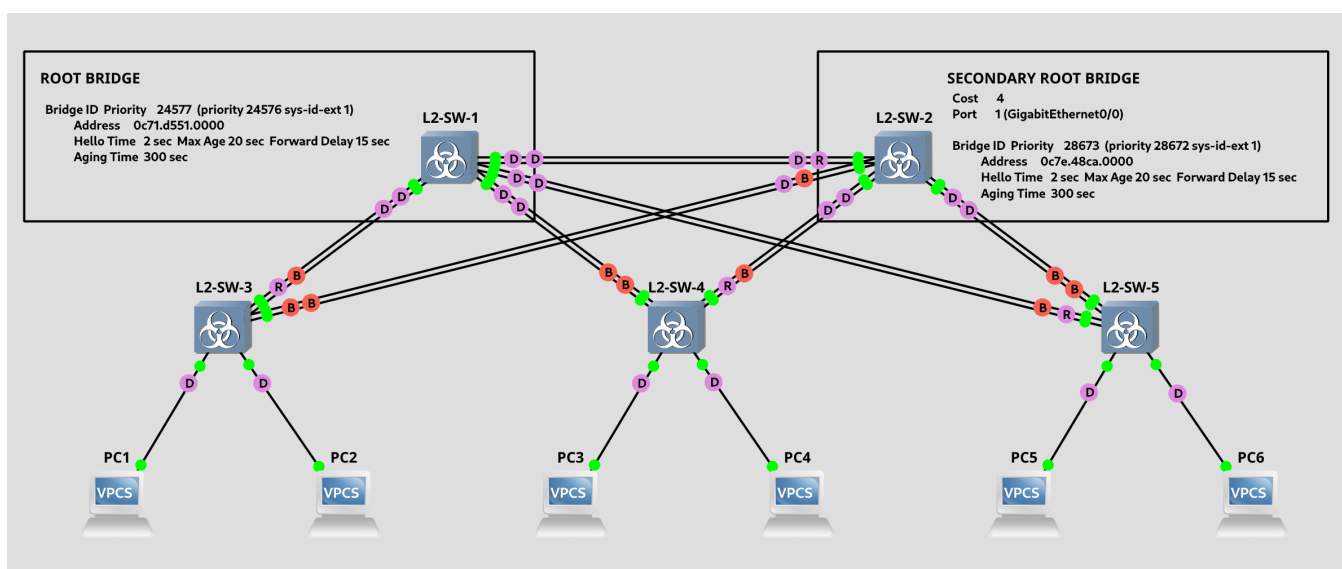 ROOT BRIDGE
Bridge ID Priority 24577 (priority 24576 sys-id-ext 1)
Address 0c71.d551.0000
Hello Time 2 sec Max Age 20 sec Forward Delay 15 sec
Aging Time 300 sec
L2-SW-1
SECONDARY ROOT BRIDGE
Cost 4
Port 1 (GigabitEthernet0/0)
L2-SW-2
Bridge ID Priority 28673 (priority 28672 sys-id-ext 1)
Address 0c7e.48ca.0000
Hello Time 2 sec Max Age 20 sec Forward Delay 15 sec
Aging Time 300 sec
D D D R
D D D B
D D D D D D D D
B B B B
R R
L2-SW-3 L2-SW-4 L2-SW-5
B B B B B R
D D D D D D
PC1 PC2 PC3 PC4 PC5 PC6
VPCS VPCS VPCS VPCS VPCS VPCS